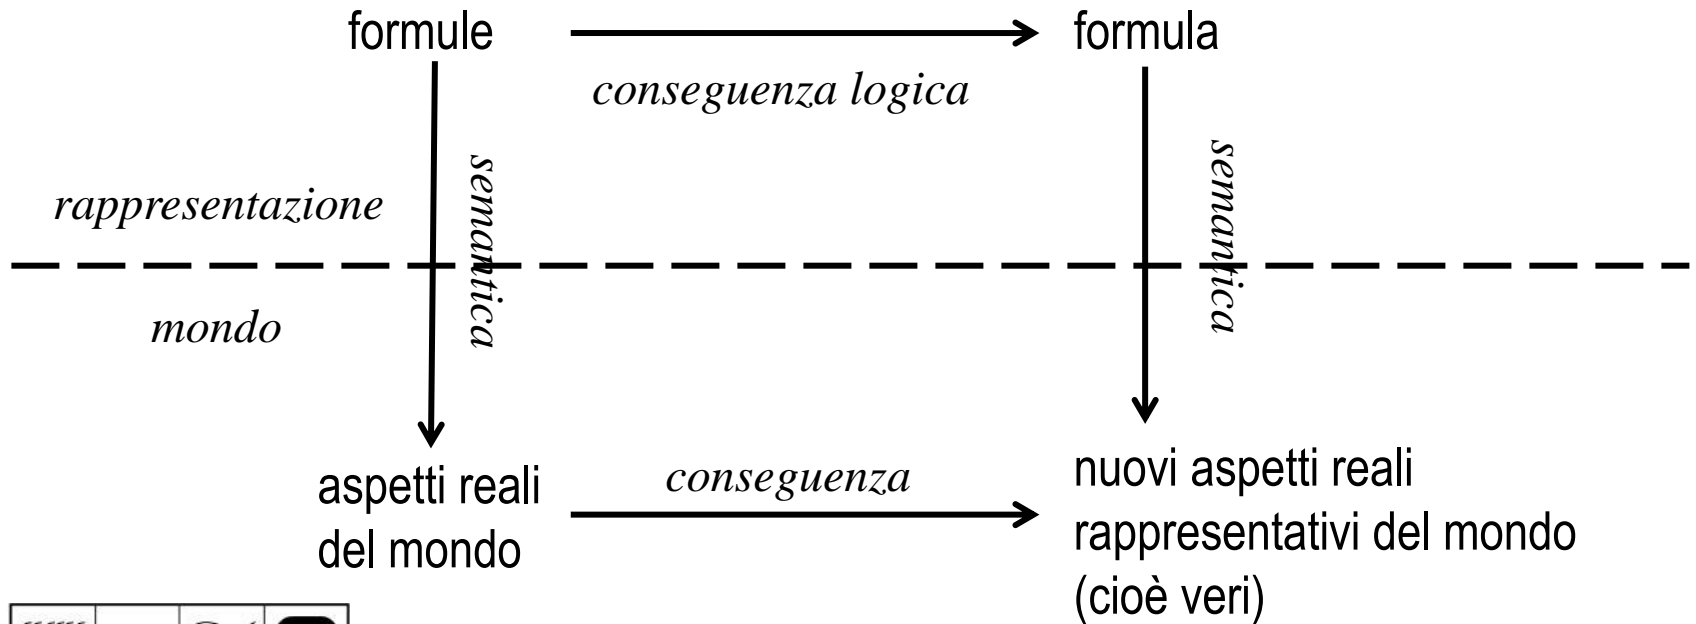 formule
formula
conseguenza logica
semantica
semantica
rappresentazione
mondo
aspetti reali
del mondo
conseguenza
nuovi aspetti reali
rappresentativi del mondo
(cioè veri)